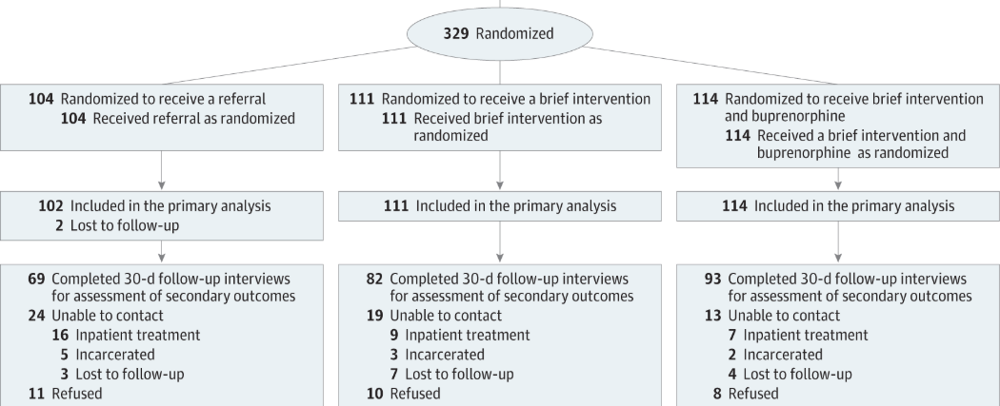 329 Randomized
104 Randomized to receive a referral
104 Received referral as randomized
111 Randomized to receive a brief intervention
111 Received brief intervention as
randomized
114 Randomized to receive brief intervention
and buprenorphine
114 Received a brief intervention and
buprenorphine as randomized
102 Included in the primary analysis
2 Lost to follow-up
111 Included in the primary analysis
114 Included in the primary analysis
69 Completed 30-d follow-up interviews
for assessment of secondary outcomes
24 Unable to contact
16 Inpatient treatment
5 Incarcerated
3 Lost to follow-up
11 Refused
82 Completed 30-d follow-up interviews
for assessment of secondary outcomes
19 Unable to contact
9 Inpatient treatment
3 Incarcerated
7 Lost to follow-up
10 Refused
93 Completed 30-d follow-up interviews
for assessment of secondary outcomes
13 Unable to contact
7 Inpatient treatment
2 Incarcerated
4 Lost to follow-up
8 Refused